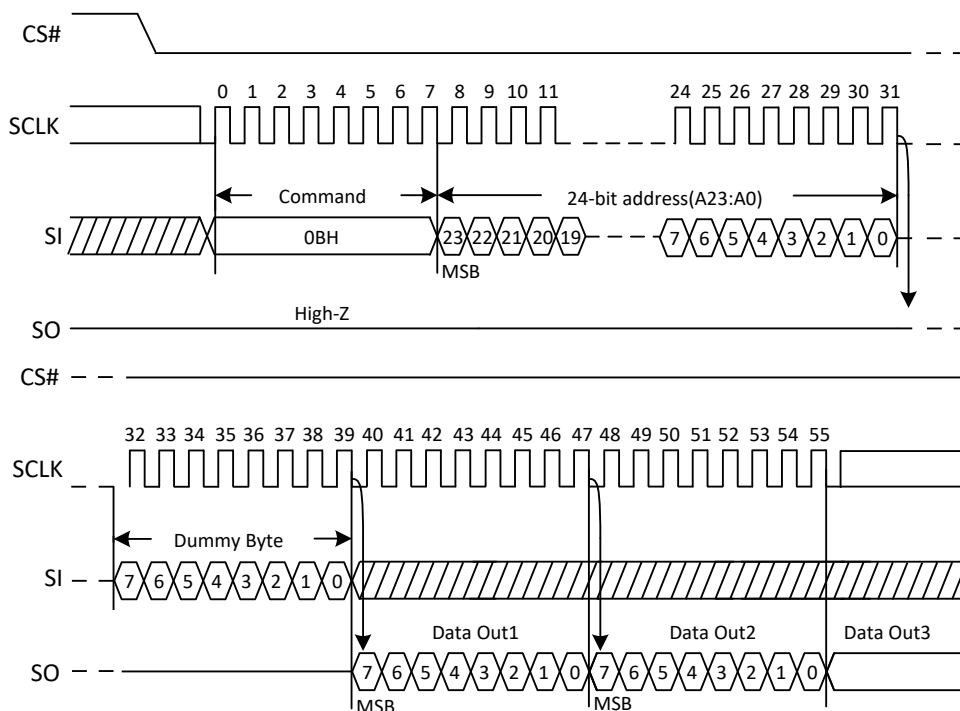 CS#
0 1 2 3 4 5 6 7 8 9 10 11 24 25 26 27 28 29 30 31
SCLK
Command 24-bit address(A23:A0)
SI 0BH 23 22 21 20 19 7 6 5 4 3 2 1 0
MSB
High-Z
SO
CS#
32 33 34 35 36 37 38 39 40 41 42 43 44 45 46 47 48 49 50 51 52 53 54 55
SCLK
Dummy Byte
SI 7 6 5 4 3 2 1 0
Data Out1 Data Out2 Data Out3
SO 7 6 5 4 3 2 1 0 7 6 5 4 3 2 1 0
MSB MSB